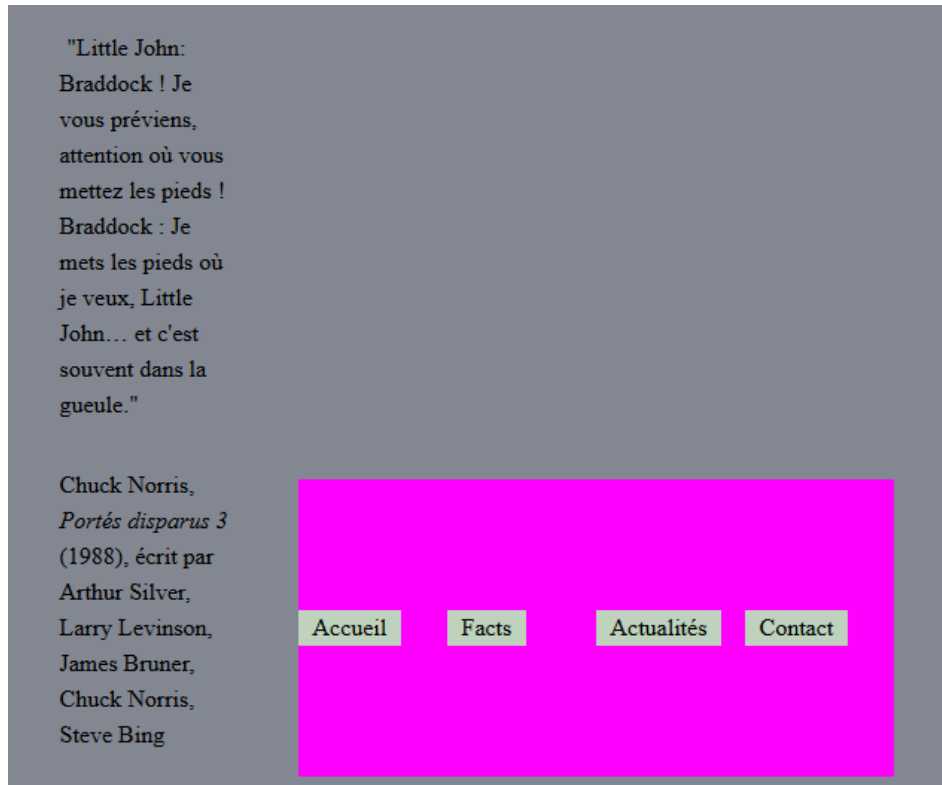 "Little John:
Braddock ! Je
vous préviens,
attention où vous
mettez les pieds !
Braddock : Je
mets les pieds où
je veux, Little
John… et c'est
souvent dans la
gueule."
Chuck Norris,
Portés disparus 3
(1988), écrit par
Arthur Silver,
Larry Levinson,
James Bruner,
Chuck Norris,
Steve Bing
Accueil Facts Actualités Contact